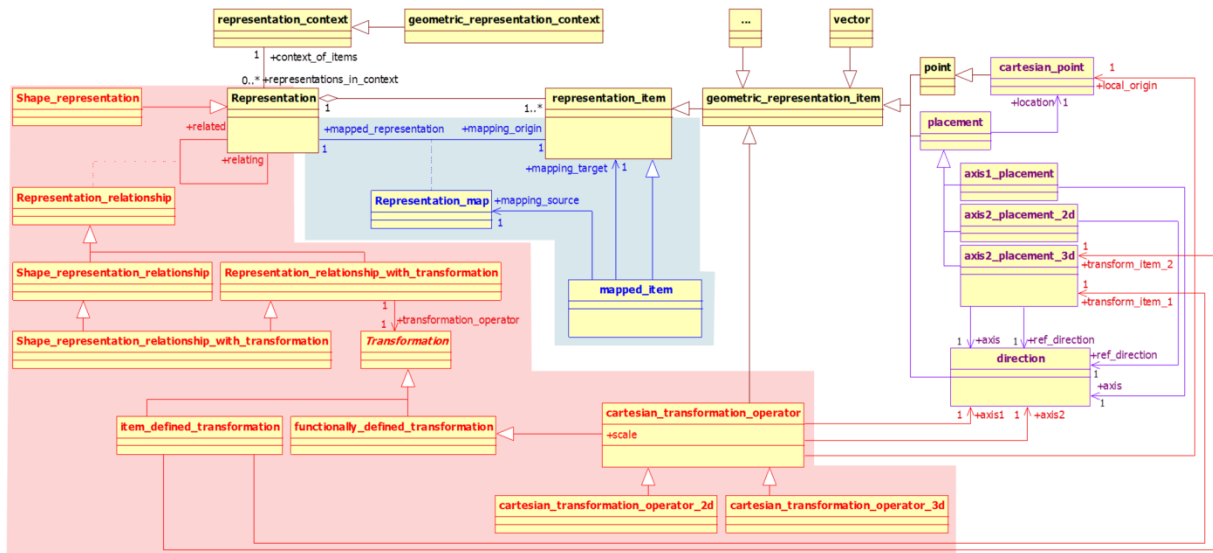 representation_context
geometric_representation_context
...
vector
1
+context_of_items
0..*
+representations_in_context
point
cartesian_point
1
+local_origin
Shape_representation
Representation
1
1..*
representation_item
geometric_representation_item
+location
1
+related
+mapped_representation
+mapping_origin
placement
1
1
+relating
+mapping_target
1
axis1_placement
Representation_relationship
Representation_map
+mapping_source
1
axis2_placement_2d
1
axis2_placement_3d
+transform_item_2
Shape_representation_relationship
Representation_relationship_with_transformation
1
mapped_item
1
+transform_item_1
1
+transformation_operator
Shape_representation_relationship_with_transformation
Transformation
1
+axis
1
+ref_direction
direction
+ref_direction
1
+axis
1
cartesian_transformation_operator
1
+axis1
1
+axis2
item_defined_transformation
functionally_defined_transformation
+scale
cartesian_transformation_operator_2d
cartesian_transformation_operator_3d